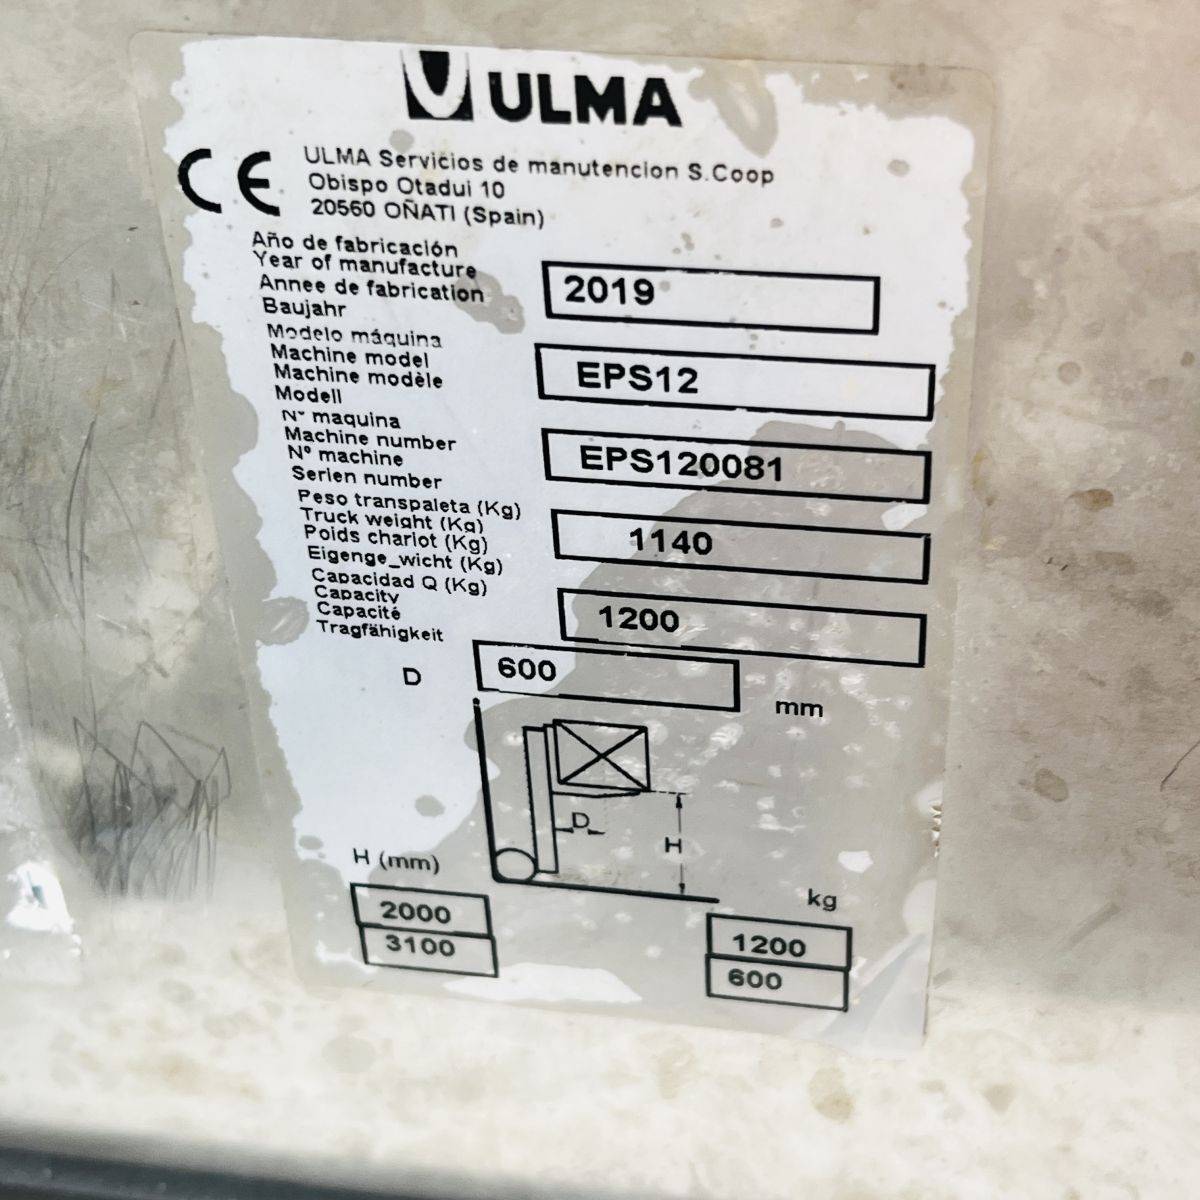 ULMA
CE
ULMA Servicios de manutencion S.Coop
Obispo Otadui 10
20560 OÑATI (Spain)
Año de fabricación
Year of manufacture
Annee de fabrication
Baujahr
2019
Modelo máquina
Machine model
Machine modèle
Modell
EPS12
Nº maquina
Machine number
Nº machine
Serien number
EPS120081
Peso transpaleta (Kg)
Truck weight (Kg)
Poids chariot (Kg)
Eigenge_wicht (Kg)
1140
Capacidad Q (Kg)
Capacity
Capacité
Tragfähigkeit
1200
D 600 mm
D
H
H (mm) kg
2000 1200
3100 600